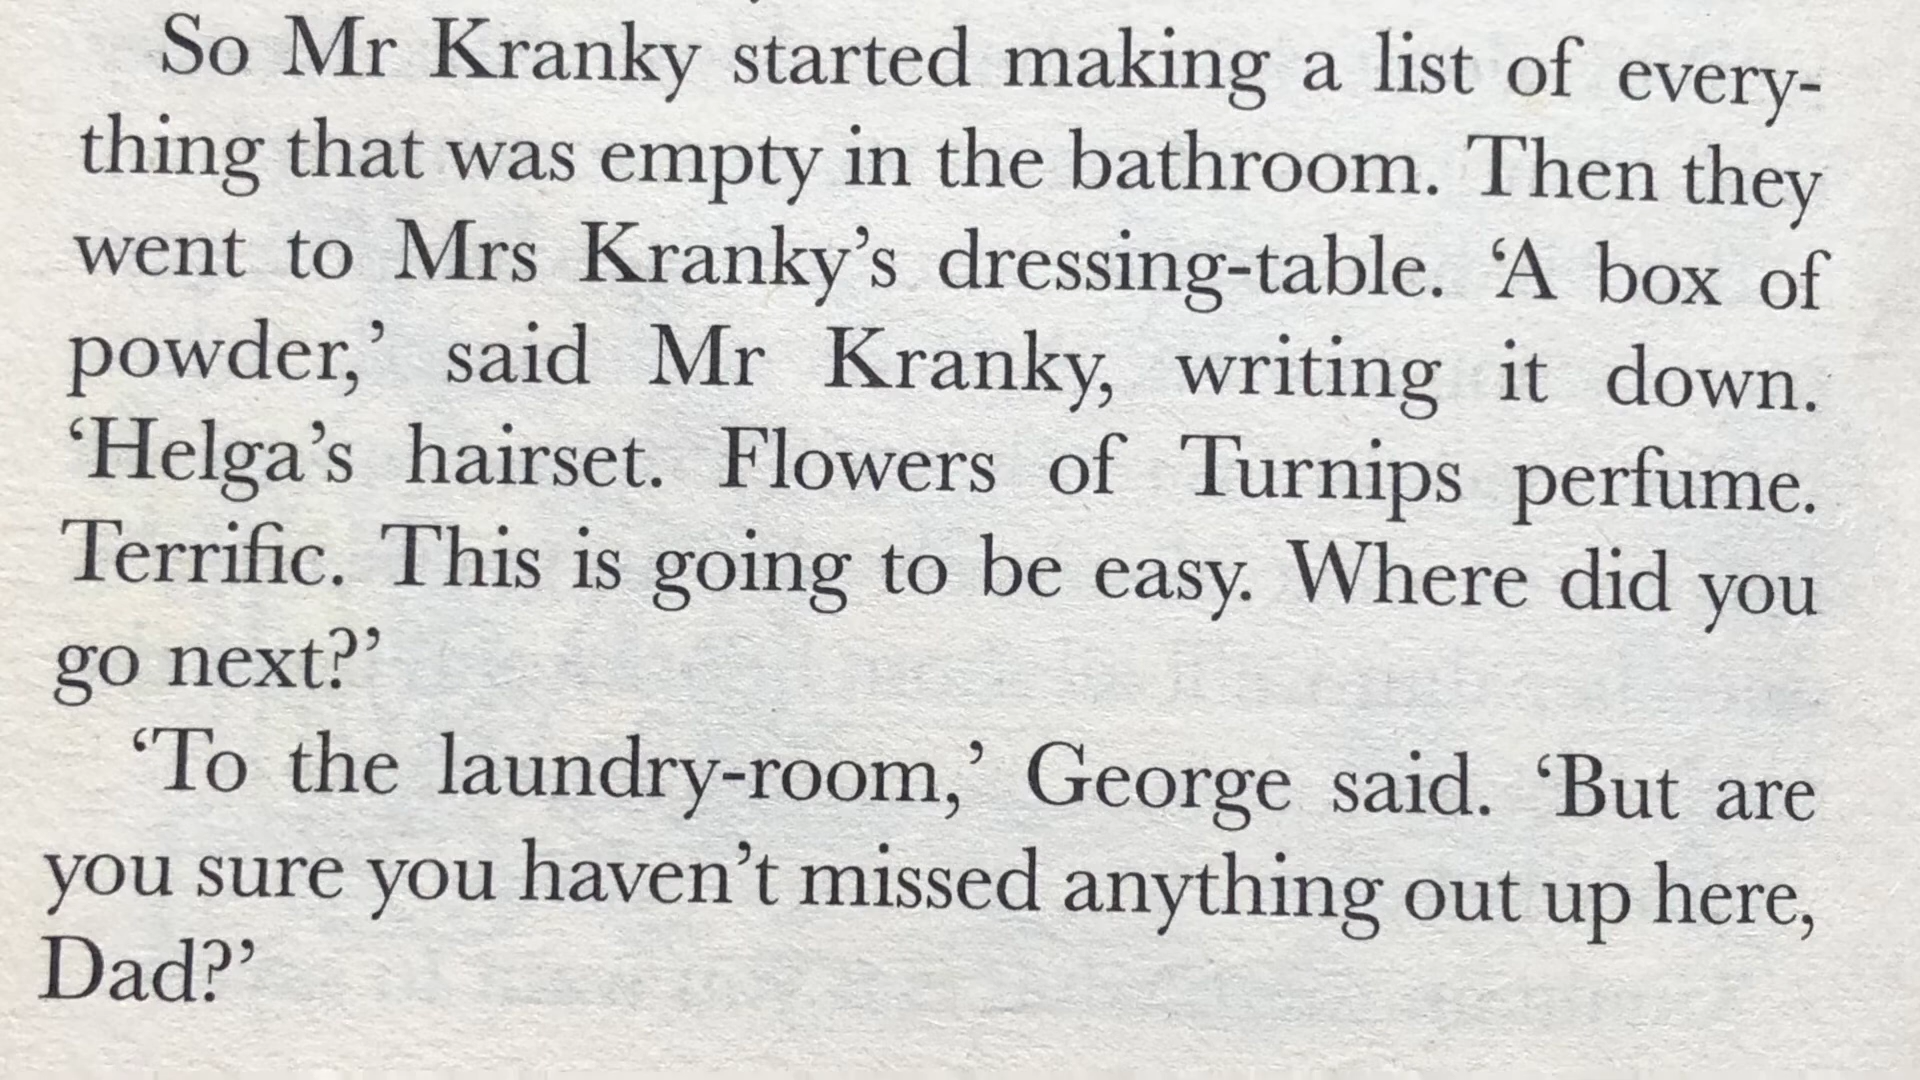 So Mr Kranky started making a list of every-
thing that was empty in the bathroom. Then they
went to Mrs Kranky’s dressing-table. ‘A box of
powder,’ said Mr Kranky, writing it down.
‘Helga’s hairset. Flowers of Turnips perfume.
Terrific. This is going to be easy. Where did you
go next?’
‘To the laundry-room,’ George said. ‘But are
you sure you haven’t missed anything out up here,
Dad?’